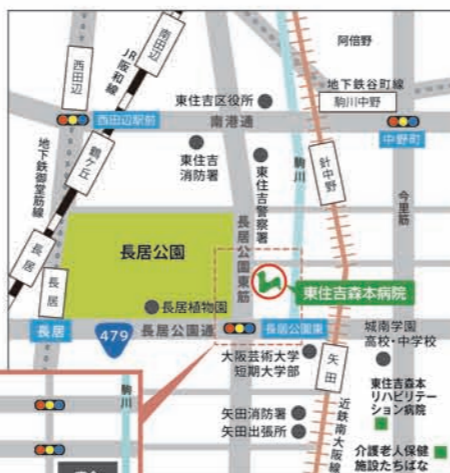 南田辺
阿倍野
JR阪和線
西田辺
地下鉄谷町線
駒川中野
東住吉区役所
西田辺駅前
南港通
中野町
鶴ケ丘
東住吉
消防署
駒川
針中野
地下鉄御堂筋線
東住吉警察署
今里筋
長居公園
長居公園東筋
長居
長居
東住吉森本病院
長居植物園
長居
479
長居公園通
長居公園東
城南学園
高校・中学校
大阪芸術大学
短期大学部
矢田
東住吉森本
リハビリテー
ション病院
駒川
矢田消防署
矢田出張所
近鉄南大阪線
介護老人保健
施設たちばな